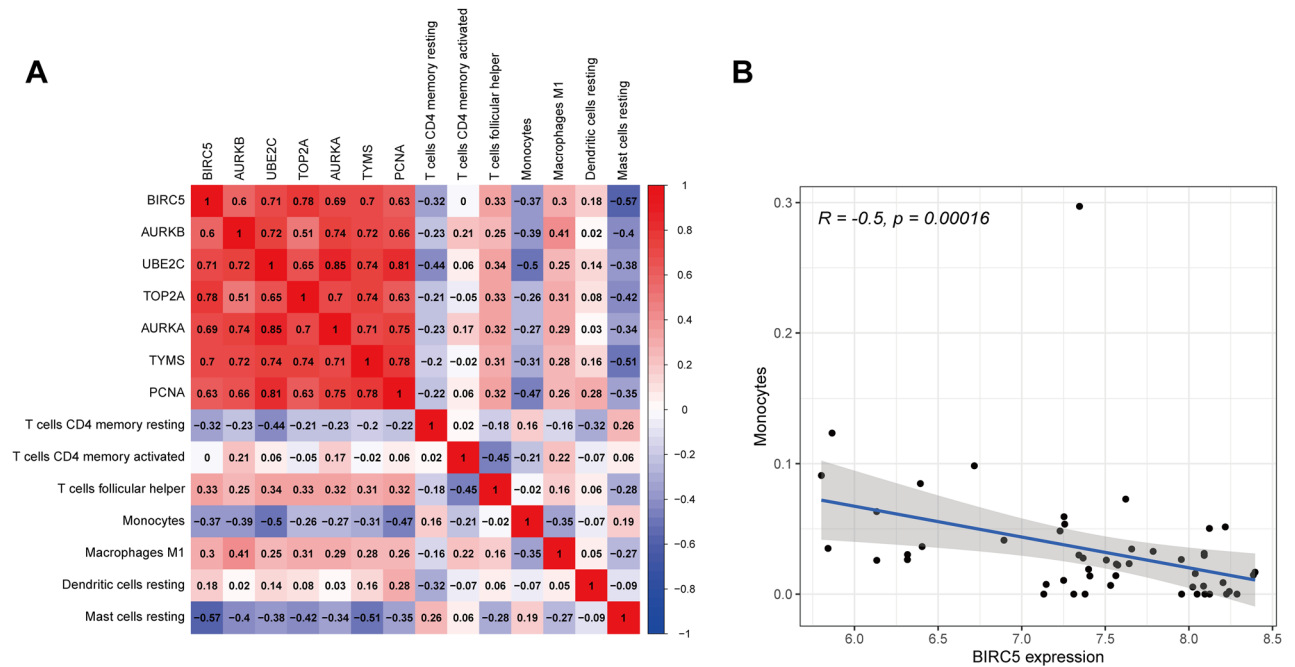 A
B
BIRC5
AURKB
UBE2C
TOP2A
AURKA
TYMS
PCNA
T cells CD4 memory resting
T cells CD4 memory activated
T cells follicular helper
Monocytes
Macrophages M1
Dendritic cells resting
Mast cells resting
BIRC5 1 0.6 0.71 0.78 0.69 0.7 0.63 −0.32 0 0.33 −0.37 0.3 0.18 −0.57
AURKB 0.6 1 0.72 0.51 0.74 0.72 0.66 −0.23 0.21 0.25 −0.39 0.41 0.02 −0.4
UBE2C 0.71 0.72 1 0.65 0.85 0.74 0.81 −0.44 0.06 0.34 −0.5 0.25 0.14 −0.38
TOP2A 0.78 0.51 0.65 1 0.7 0.74 0.63 −0.21 −0.05 0.33 −0.26 0.31 0.08 −0.42
AURKA 0.69 0.74 0.85 0.7 1 0.71 0.75 −0.23 0.17 0.32 −0.27 0.29 0.03 −0.34
TYMS 0.7 0.72 0.74 0.74 0.71 1 0.78 −0.2 −0.02 0.31 −0.31 0.28 0.16 −0.51
PCNA 0.63 0.66 0.81 0.63 0.75 0.78 1 −0.22 0.06 0.32 −0.47 0.26 0.28 −0.35
T cells CD4 memory resting −0.32 −0.23 −0.44 −0.21 −0.23 −0.2 −0.22 1 0.02 −0.18 0.16 −0.16 −0.32 0.26
T cells CD4 memory activated 0 0.21 0.06 −0.05 0.17 −0.02 0.06 0.02 1 −0.45 −0.21 0.22 −0.07 0.06
T cells follicular helper 0.33 0.25 0.34 0.33 0.32 0.31 0.32 −0.18 −0.45 1 −0.02 0.16 0.06 −0.28
Monocytes −0.37 −0.39 −0.5 −0.26 −0.27 −0.31 −0.47 0.16 −0.21 −0.02 1 −0.35 −0.07 0.19
Macrophages M1 0.3 0.41 0.25 0.31 0.29 0.28 0.26 −0.16 0.22 0.16 −0.35 1 0.05 −0.27
Dendritic cells resting 0.18 0.02 0.14 0.08 0.03 0.16 0.28 −0.32 −0.07 0.06 −0.07 0.05 1 −0.09
Mast cells resting −0.57 −0.4 −0.38 −0.42 −0.34 −0.51 −0.35 0.26 0.06 −0.28 0.19 −0.27 −0.09 1
1
0.8
0.6
0.4
0.2
0
−0.2
−0.4
−0.6
−0.8
−1
R = -0.5, p = 0.00016
Monocytes
0.3
0.2
0.1
0.0
6.0 6.5 7.0 7.5 8.0 8.5
BIRC5 expression